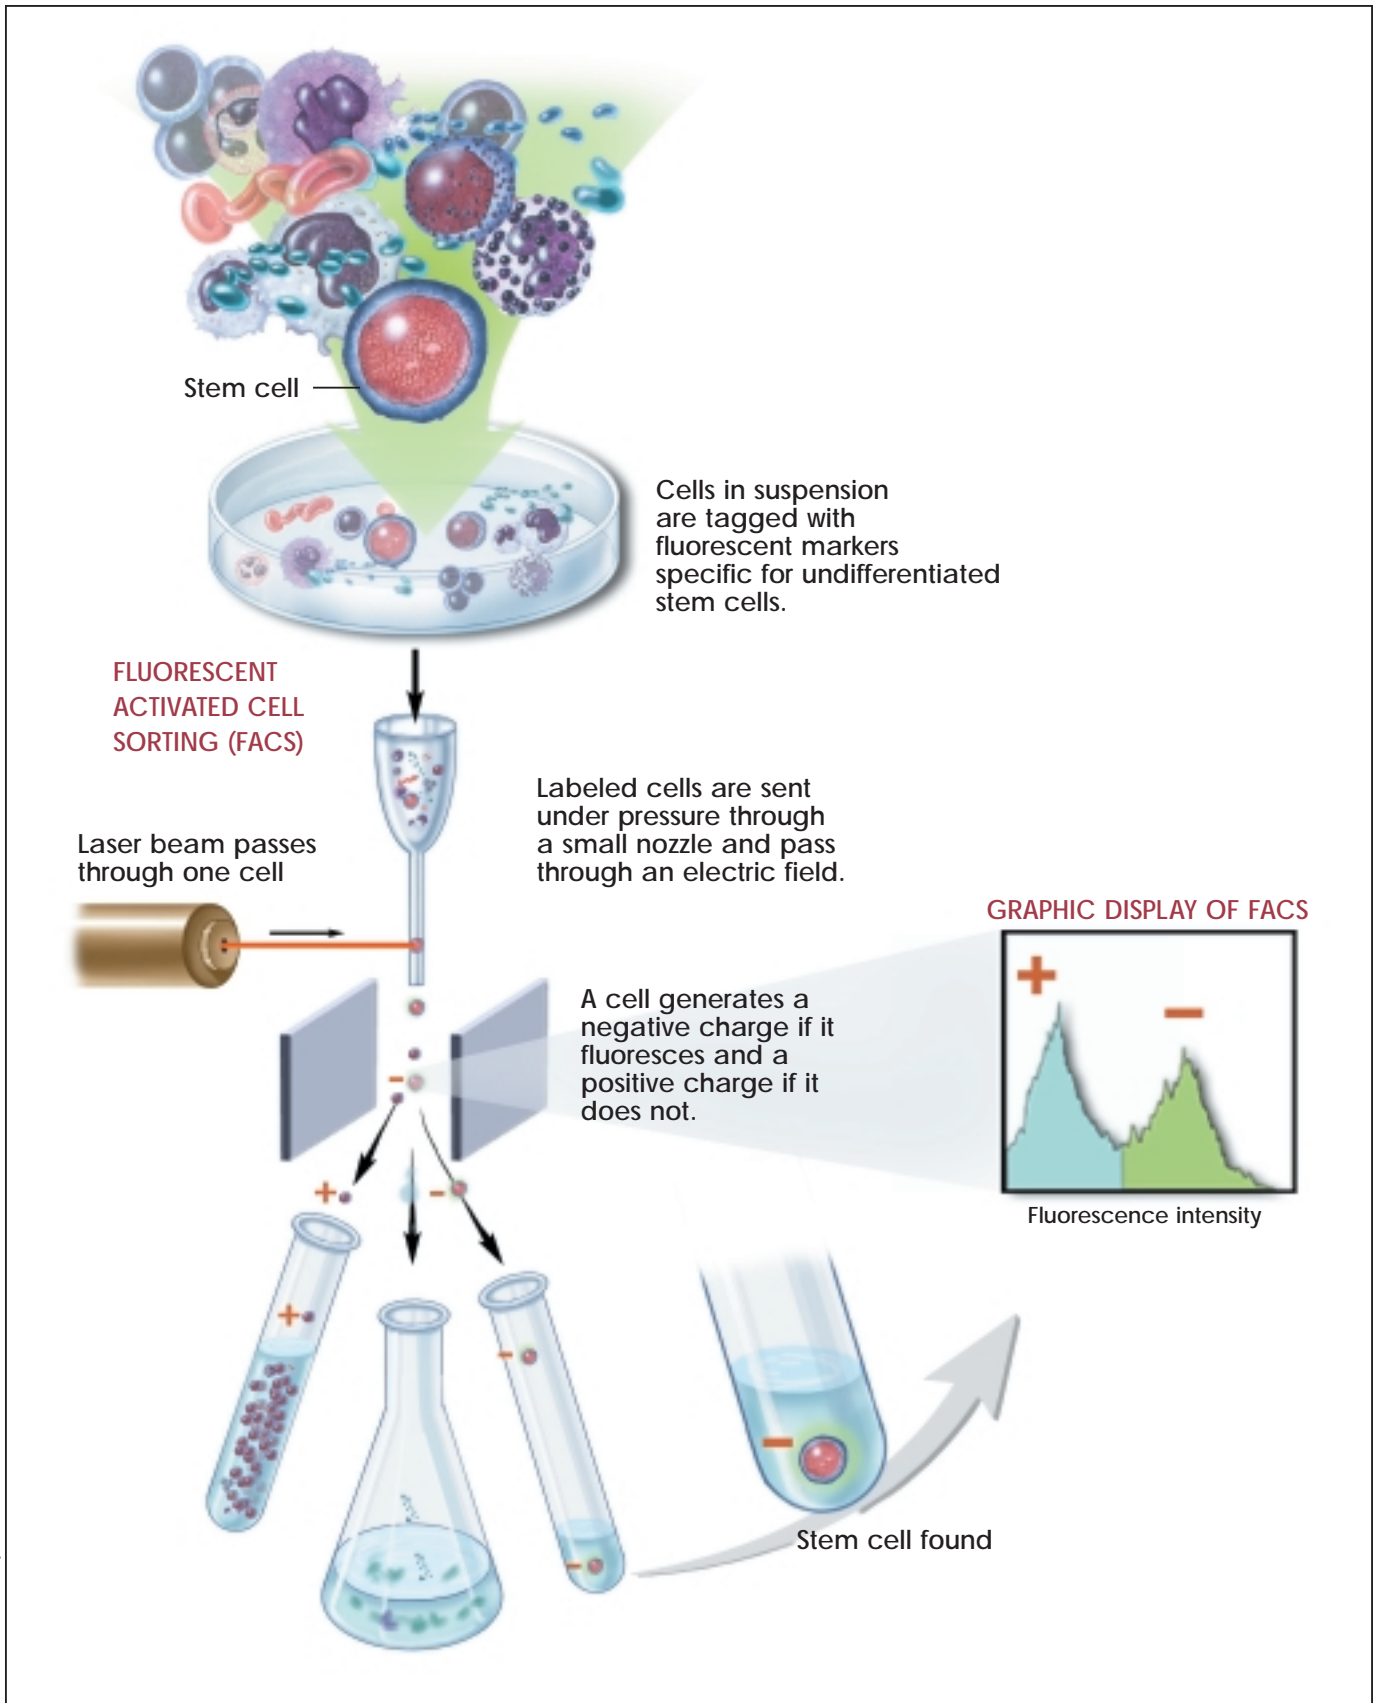 Stem cell
Cells in suspension
are tagged with
fluorescent markers
specific for undifferentiated
stem cells.
FLUORESCENT
ACTIVATED CELL
SORTING (FACS)
Labeled cells are sent
under pressure through
a small nozzle and pass
through an electric field.
Laser beam passes
through one cell
GRAPHIC DISPLAY OF FACS
+
−
A cell generates a
negative charge if it
fluoresces and a
positive charge if it
does not.
−
Fluorescence intensity
+
−
+
−
−
−
Stem cell found